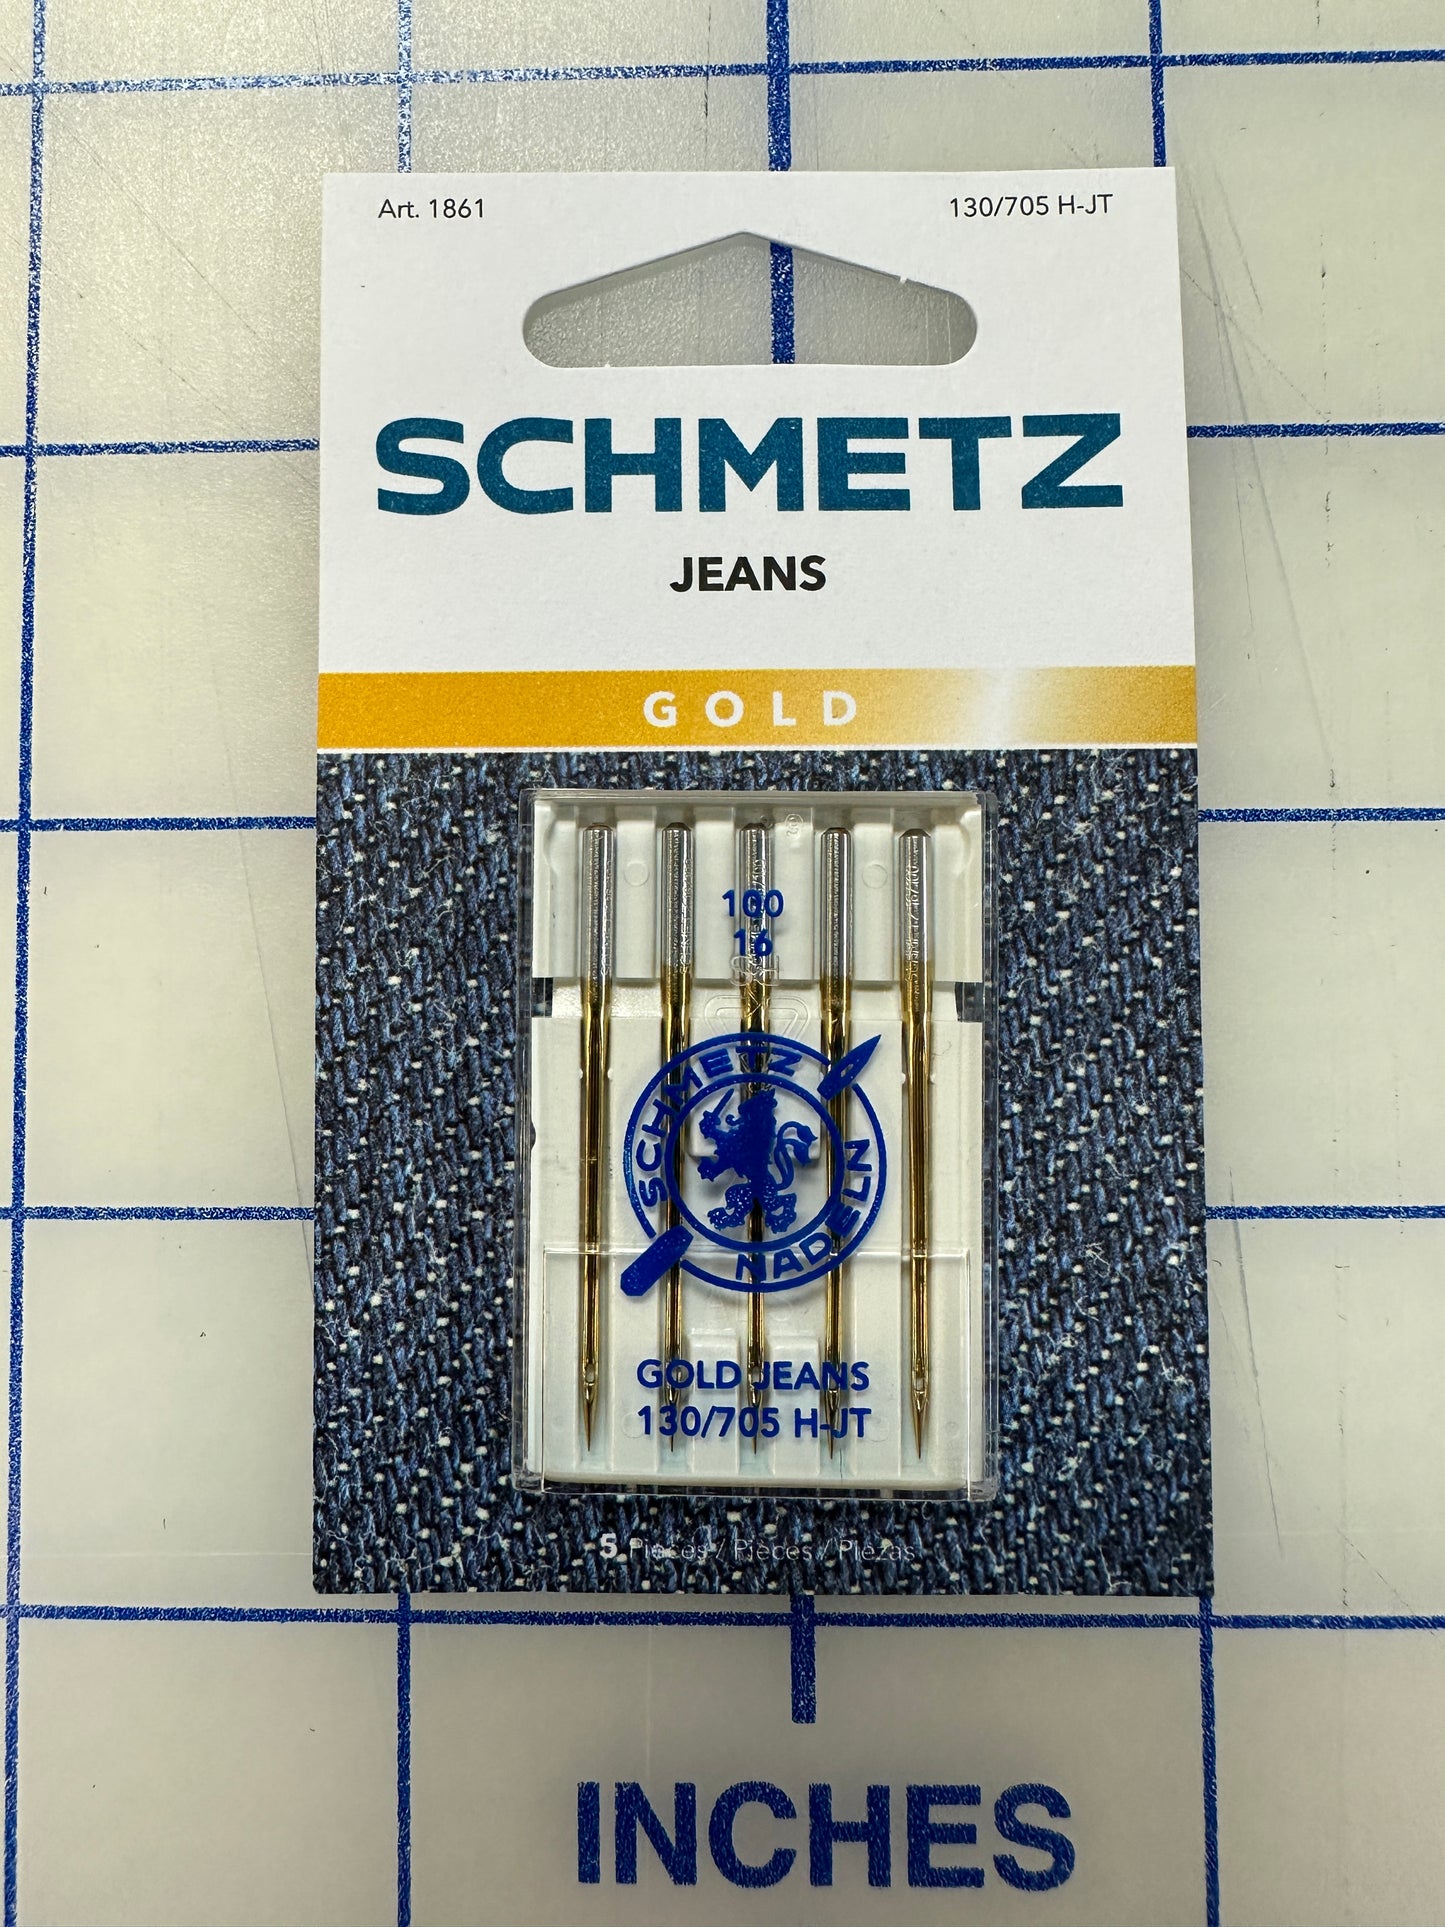 Art. 1861
130/705 H-JT
SCHMETZ
JEANS
GOLD
100
16
SCHMETZ
NADELN
GOLD JEANS
130/705 H-JT
5 Pieces / Pièces / Piezas
INCHES